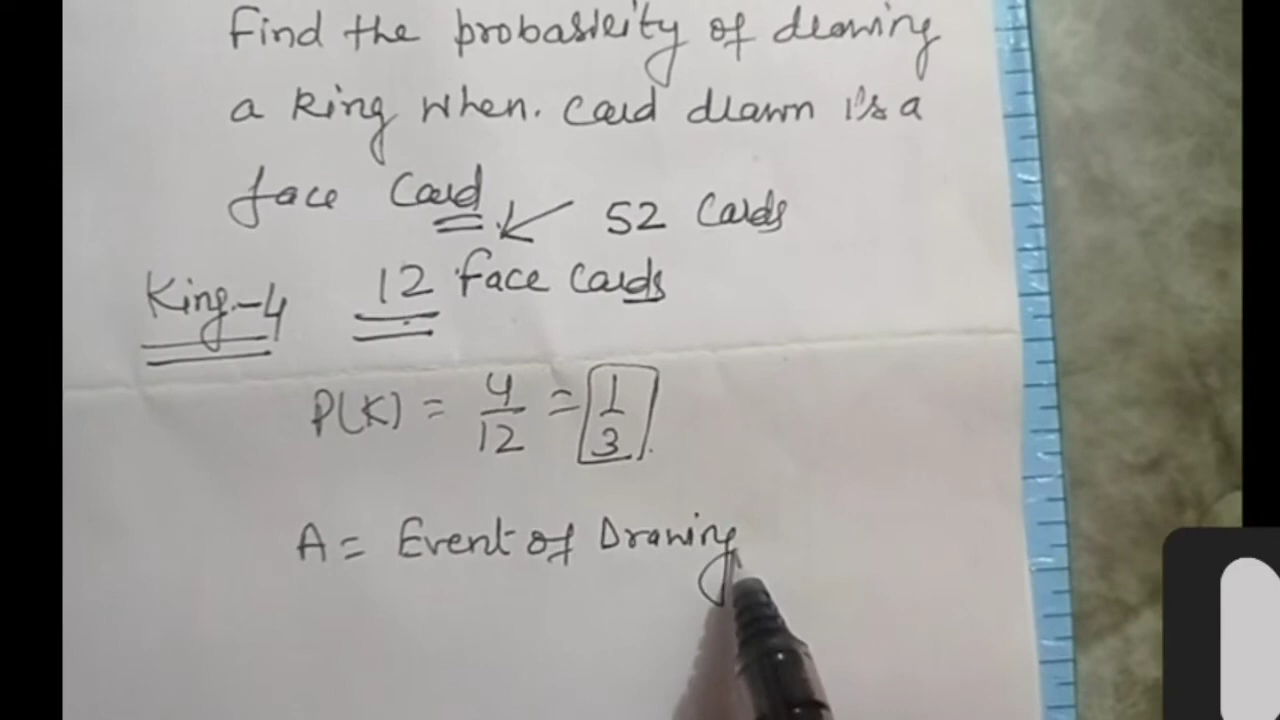 Find the probability of drawing
a king when. card drawn is a
face card
52 cards
King-4 12 face cards
P(K) = 4/12 = 1/3
A = Event of Drawing